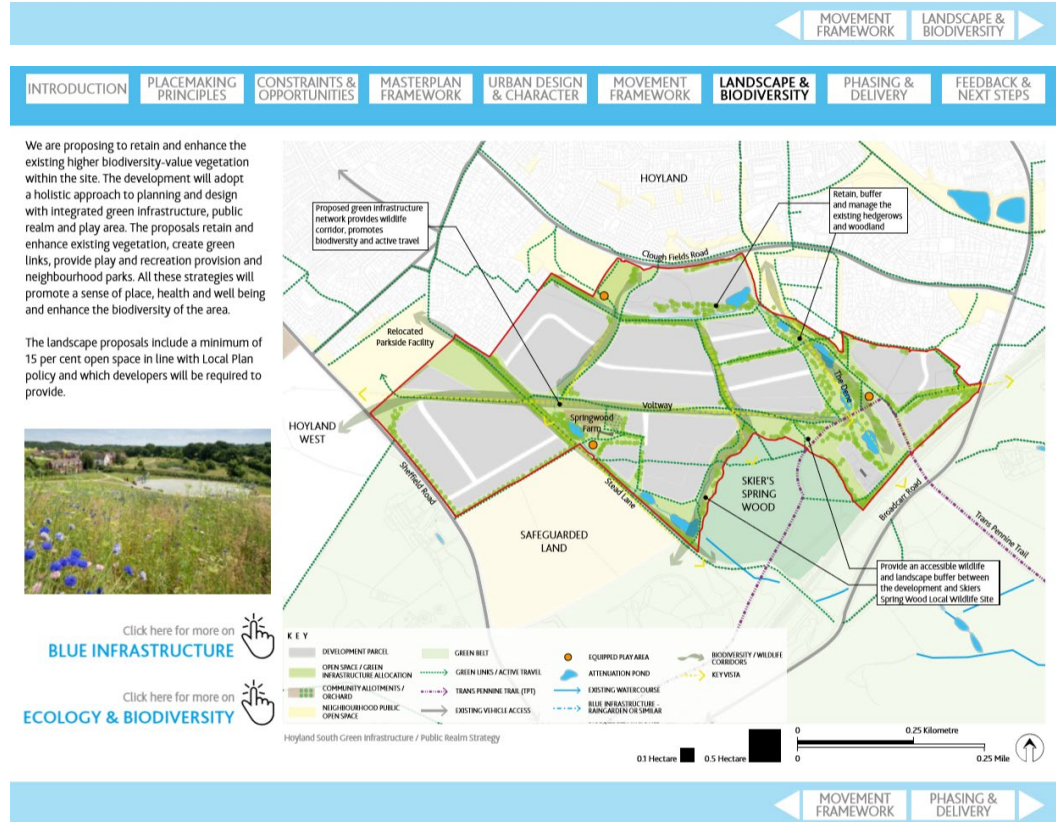 MOVEMENT
FRAMEWORK
LANDSCAPE &
BIODIVERSITY
INTRODUCTION
PLACEMAKING
PRINCIPLES
CONSTRAINTS &
OPPORTUNITIES
MASTERPLAN
FRAMEWORK
URBAN DESIGN
& CHARACTER
MOVEMENT
FRAMEWORK
LANDSCAPE &
BIODIVERSITY
PHASING &
DELIVERY
FEEDBACK &
NEXT STEPS
We are proposing to retain and enhance the
existing higher biodiversity-value vegetation
within the site. The development will adopt
a holistic approach to planning and design
with integrated green infrastructure, public
realm and play area. The proposals retain and
enhance existing vegetation, create green
links, provide play and recreation provision and
neighbourhood parks. All these strategies will
promote a sense of place, health and well being
and enhance the biodiversity of the area.
The landscape proposals include a minimum of
15 per cent open space in line with Local Plan
policy and which developers will be required to
provide.
Click here for more on
BLUE INFRASTRUCTURE
Click here for more on
ECOLOGY & BIODIVERSITY
HOYLAND
Proposed green infrastructure
network provides wildlife
corridor, promotes
biodiversity and active travel
Retain, buffer
and manage the
existing hedgerows
and woodland
Clough Fields Road
Relocated
Parkside Facility
The Dene
Voltway
HOYLAND
WEST
Springwood
Farm
Sheffield Road
Stead Lane
SKIER'S
SPRING
WOOD
SAFEGUARDED
LAND
Broadcarr Road
Trans Pennine Trail
Provide an accessible wildlife
and landscape buffer between
the development and Skiers
Spring Wood Local Wildlife Site
KEY
DEVELOPMENT PARCEL
OPEN SPACE / GREEN
INFRASTRUCTURE ALLOCATION
COMMUNITY ALLOTMENTS /
ORCHARD
NEIGHBOURHOOD PUBLIC
OPEN SPACE
GREEN BELT
GREEN LINKS / ACTIVE TRAVEL
TRANS PENNINE TRAIL (TPT)
EXISTING VEHICLE ACCESS
EQUIPPED PLAY AREA
ATTENUATION POND
EXISTING WATERCOURSE
BLUE INFRASTRUCTURE -
RAINGARDEN OR SIMILAR
BIODIVERSITY / WILDLIFE
CORRIDORS
KEY VISTA
Hoyland South Green Infrastructure / Public Realm Strategy
0.1 Hectare
0.5 Hectare
0
0.25 Kilometre
0
0.25 Mile
MOVEMENT
FRAMEWORK
PHASING &
DELIVERY